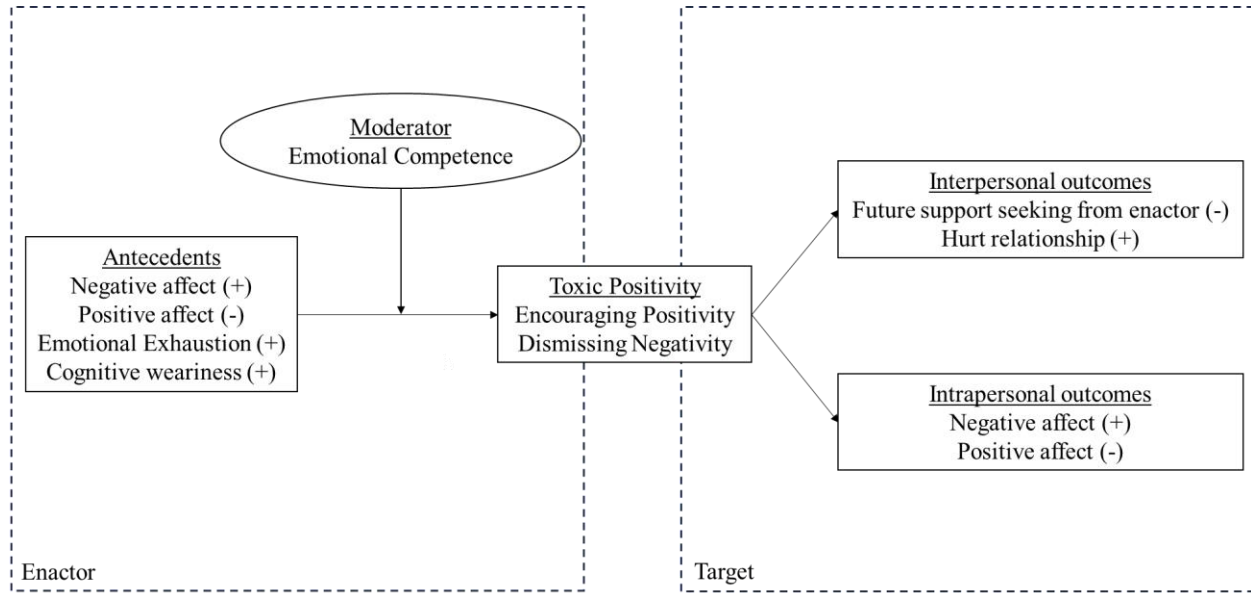 Moderator
Emotional Competence
Antecedents
Negative affect (+)
Positive affect (-)
Emotional Exhaustion (+)
Cognitive weariness (+)
Toxic Positivity
Encouraging Positivity
Dismissing Negativity
Interpersonal outcomes
Future support seeking from enactor (-)
Hurt relationship (+)
Intrapersonal outcomes
Negative affect (+)
Positive affect (-)
Enactor
Target